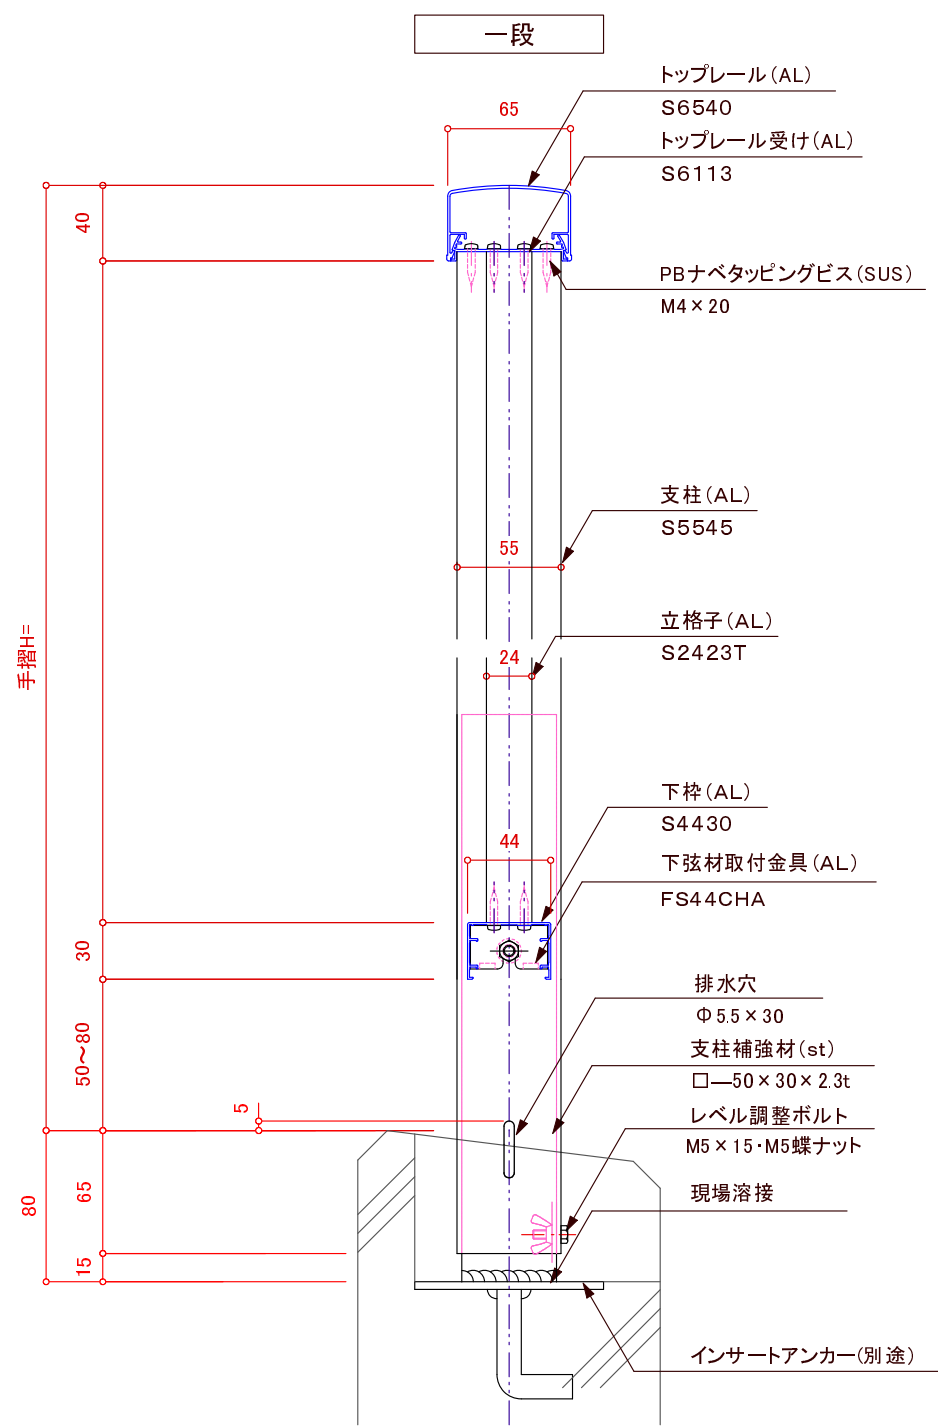 一段
トップレール(AL)
S6540
65
トップレール受け(AL)
S6113
40
PBナベタッピングビス(SUS)
M4×20
支柱(AL)
S5545
55
立格子(AL)
S2423T
24
手摺H=
下枠(AL)
S4430
44
下弦材取付金具(AL)
FS44CHA
30
排水穴
Φ5.5×30
50～80
支柱補強材(st)
□—50×30×2.3t
5
レベル調整ボルト
M5×15・M5蝶ナット
65
現場溶接
80
15
インサートアンカー(別途)